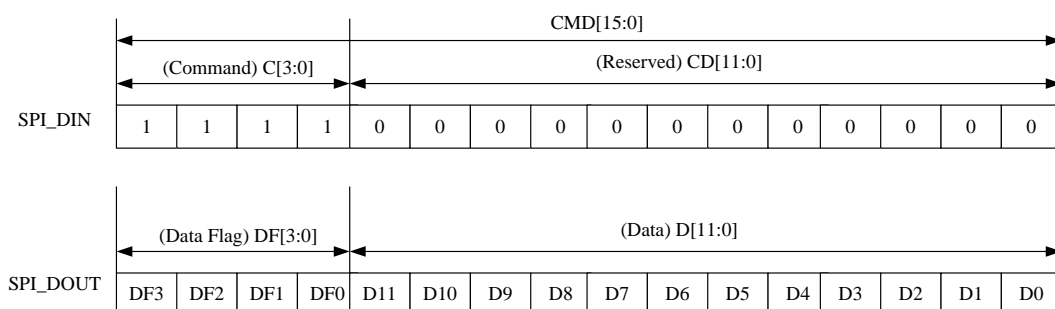 CMD[15:0]
(Command) C[3:0] (Reserved) CD[11:0]
SPI_DIN 1 1 1 1 0 0 0 0 0 0 0 0 0 0 0 0
(Data Flag) DF[3:0] (Data) D[11:0]
SPI_DOUT DF3 DF2 DF1 DF0 D11 D10 D9 D8 D7 D6 D5 D4 D3 D2 D1 D0